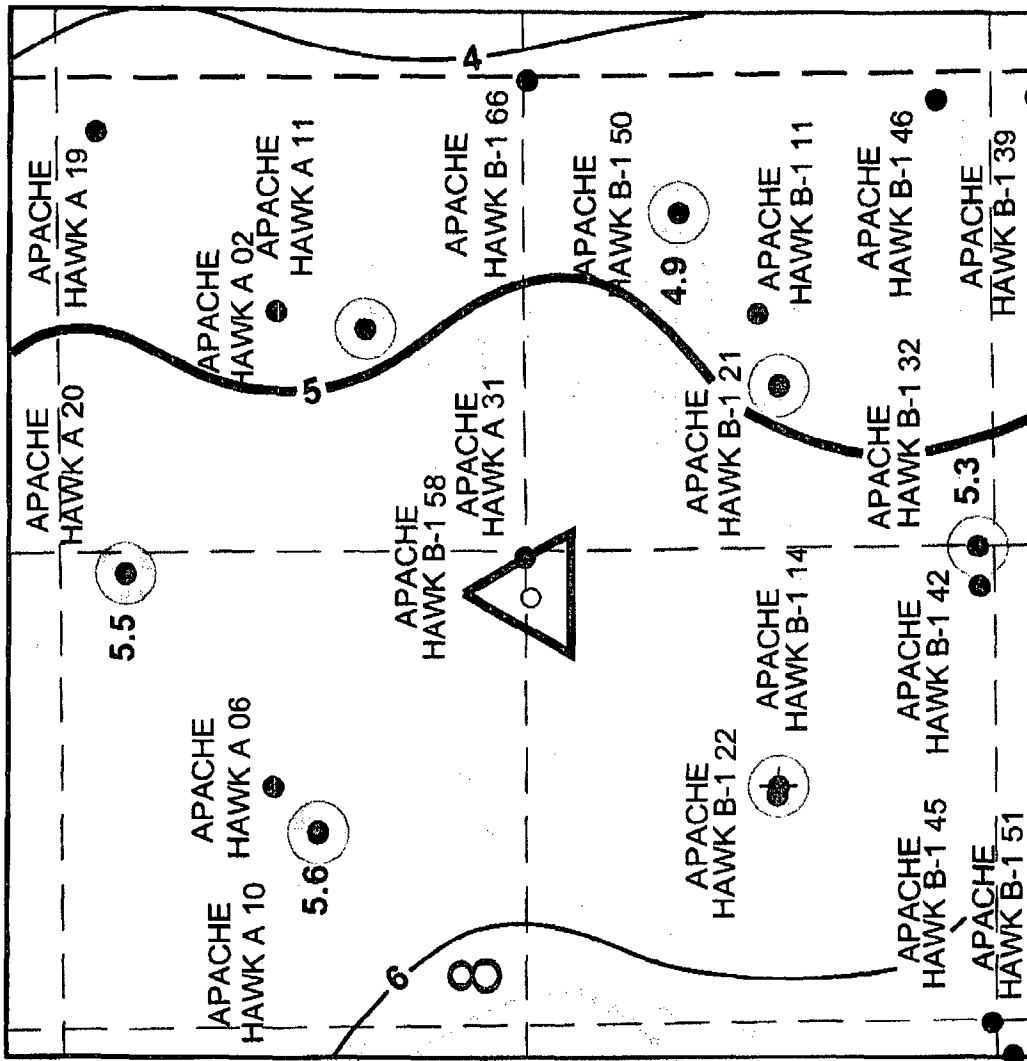 APACHE
HAWK A 19
APACHE
HAWK A 11
APACHE
HAWK A 02
APACHE
HAWK B-1 66
4
APACHE
HAWK B-1 50
4.9
APACHE
HAWK B-1 11
APACHE
HAWK B-1 46
APACHE
HAWK B-1 39
APACHE
HAWK A 20
5
5.5
APACHE
HAWK A 31
APACHE
HAWK B-1 58
APACHE
HAWK B-1 21
APACHE
HAWK B-1 32
5.3
APACHE
HAWK A 06
5.6
APACHE
HAWK A 10
APACHE
HAWK B-1 14
APACHE
HAWK B-1 22
APACHE
HAWK B-1 42
6
8
APACHE
HAWK B-1 45
APACHE
HAWK B-1 51